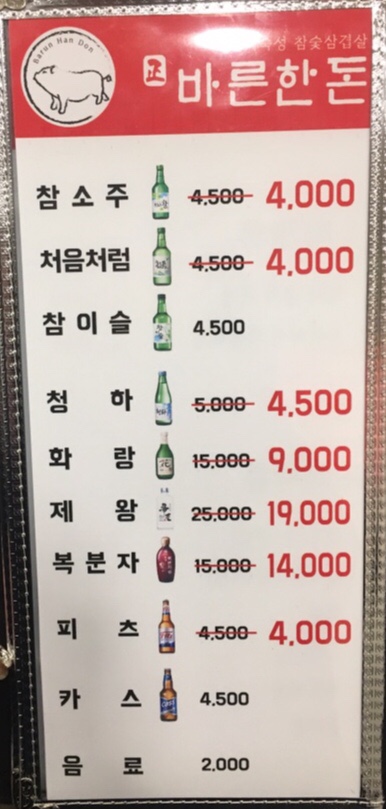 Barun Han Don
참숯삼겹살
正 바른한돈
참소주 4,500 4,000
처음처럼 4,500 4,000
참이슬 4,500
청하 5,000 4,500
화랑 15,000 9,000
제왕 25,000 19,000
복분자 15,000 14,000
피츠 4,500 4,000
카스 4,500
음료 2,000